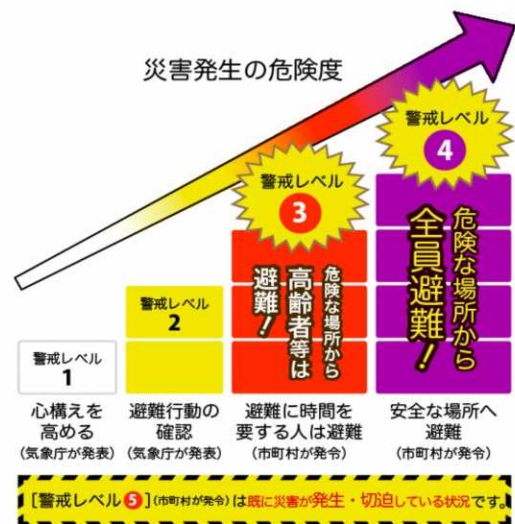 災害発生の危険度
警戒レベル
4
危険な場所から
全員避難!
警戒レベル
3
危険な場所から
高齢者等は
避難!
警戒レベル
2
警戒レベル
1
心構えを
高める
(気象庁が発表)
避難行動の
確認
(気象庁が発表)
避難に時間を
要する人は避難
(市町村が発令)
安全な場所へ
避難
(市町村が発令)
[警戒レベル5](市町村が発令)は既に災害が発生・切迫している状況です。